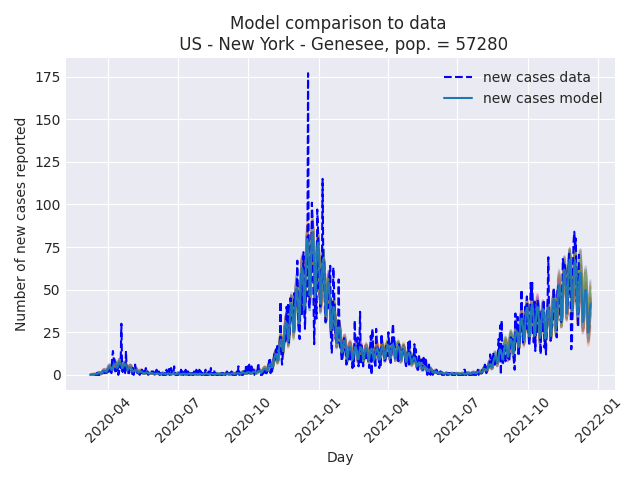 Model comparison to data
US - New York - Genesee, pop. = 57280
new cases data
new cases model
Number of new cases reported
175
150
125
100
75
50
25
0
2020-04
2020-07
2020-10
2021-01
2021-04
2021-07
2021-10
2022-01
Day